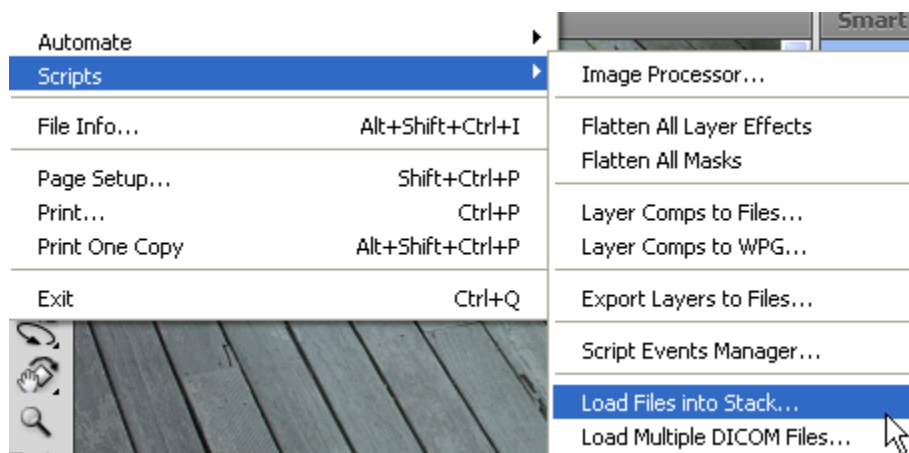 Smart
Automate
Scripts
File Info... Alt+Shift+Ctrl+I
Page Setup... Shift+Ctrl+P
Print... Ctrl+P
Print One Copy Alt+Shift+Ctrl+P
Exit Ctrl+Q
Image Processor...
Flatten All Layer Effects
Flatten All Masks
Layer Comps to Files...
Layer Comps to WPG...
Export Layers to Files...
Script Events Manager...
Load Files into Stack...
Load Multiple DICOM Files...